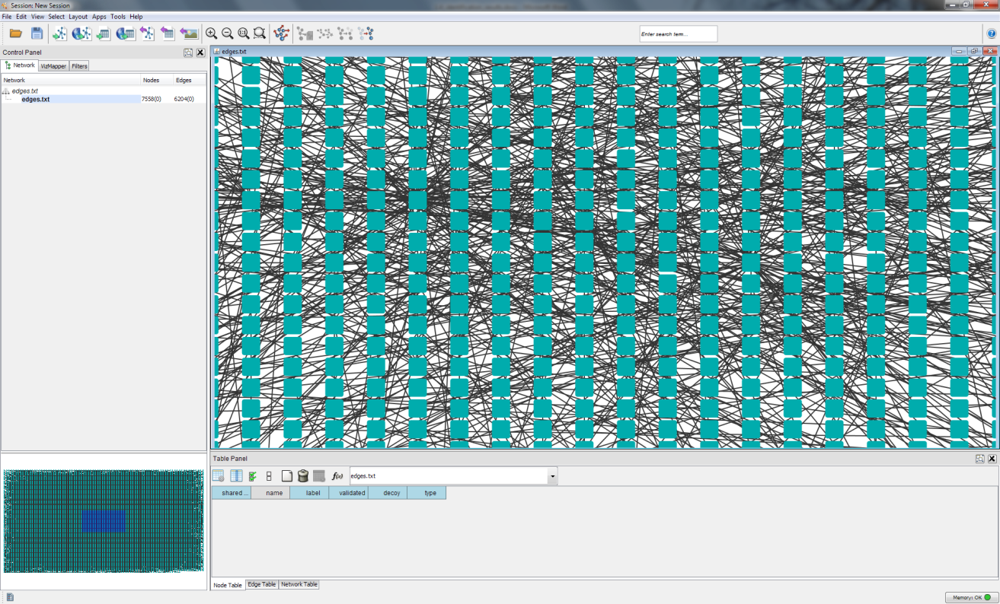 Session: New Session
File Edit View Select Layout Apps Tools Help
Enter search term...
Control Panel
Network VizMapper Filters
Network Nodes Edges
edges.txt
edges.txt 7558(0) 6204(0)
edges.txt
Table Panel
f(x) edges.txt
shared ... name label validated decoy type
Node Table Edge Table Network Table
Memory: OK